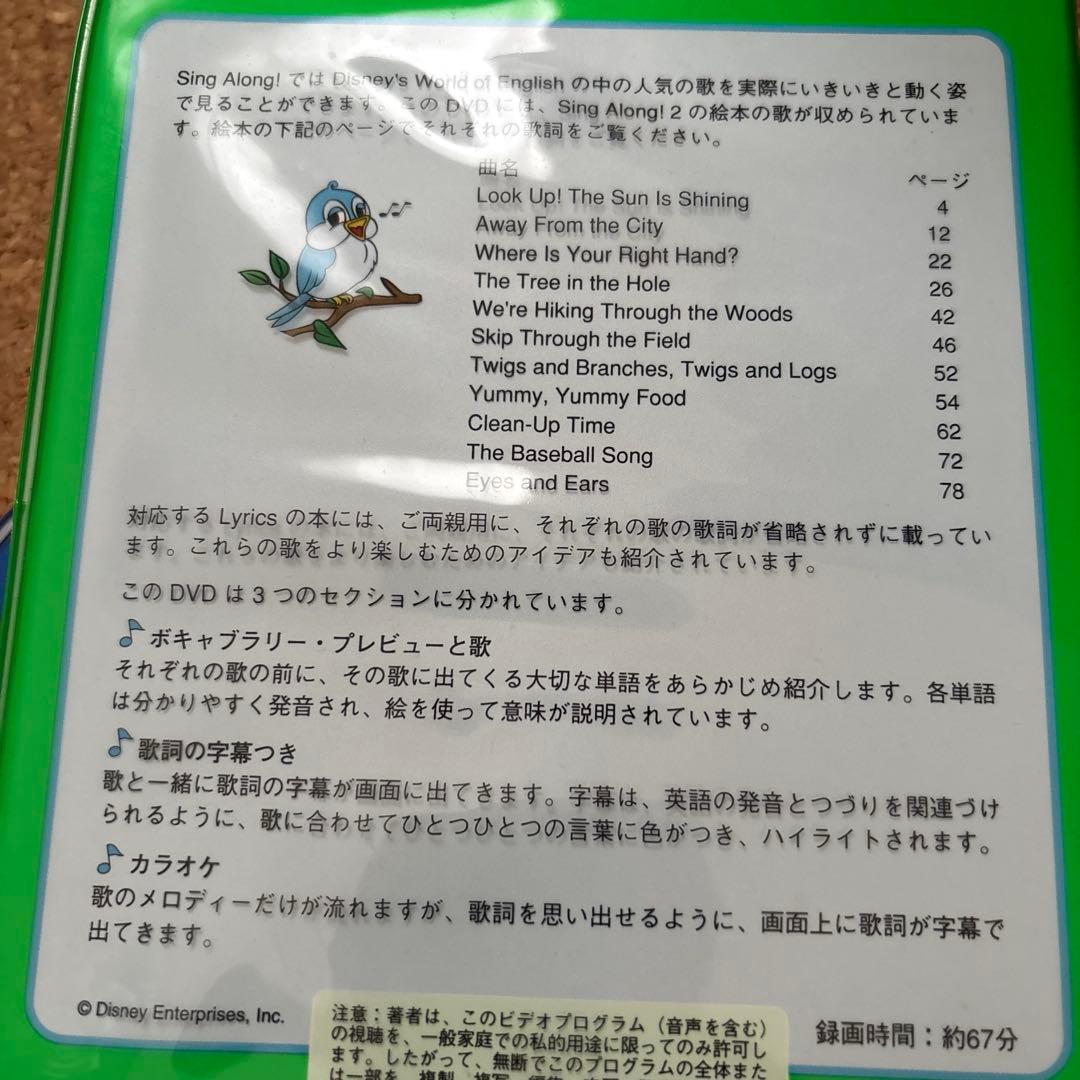 Sing Along! では Disney's World of English の中の人気の歌を実際にいきいきと動く姿
で見ることができます。この DVD には、Sing Along! 2 の絵本の歌が収められていま
す。絵本の下記のページでそれぞれの歌詞をご覧ください。
曲名 ページ
Look Up! The Sun Is Shining 4
Away From the City 12
Where Is Your Right Hand? 22
The Tree in the Hole 26
We're Hiking Through the Woods 42
Skip Through the Field 46
Twigs and Branches, Twigs and Logs 52
Yummy, Yummy Food 54
Clean-Up Time 62
The Baseball Song 72
Eyes and Ears 78
対応する Lyrics の本には、ご両親用に、それぞれの歌の歌詞が省略されずに載ってい
ます。これらの歌をより楽しむためのアイデアも紹介されています。
この DVD は 3 つのセクションに分かれています。
ボキャブラリー・プレビューと歌
それぞれの歌の前に、その歌に出てくる大切な単語をあらかじめ紹介します。各単語
は分かりやすく発音され、絵を使って意味が説明されています。
歌詞の字幕つき
歌と一緒に歌詞の字幕が画面に出てきます。字幕は、英語の発音とつづりを関連づけ
られるように、歌に合わせてひとつひとつの言葉に色がつき、ハイライトされます。
カラオケ
歌のメロディーだけが流れますが、歌詞を思い出せるように、画面上に歌詞が字幕で
出てきます。
© Disney Enterprises, Inc.
注意：著者は、このビデオプログラム（音声を含む）
の視聴を、一般家庭での私的用途に限ってのみ許可し
ます。したがって、無断でこのプログラムの全体また
は一部を、複製、複写、
録画時間：約67分